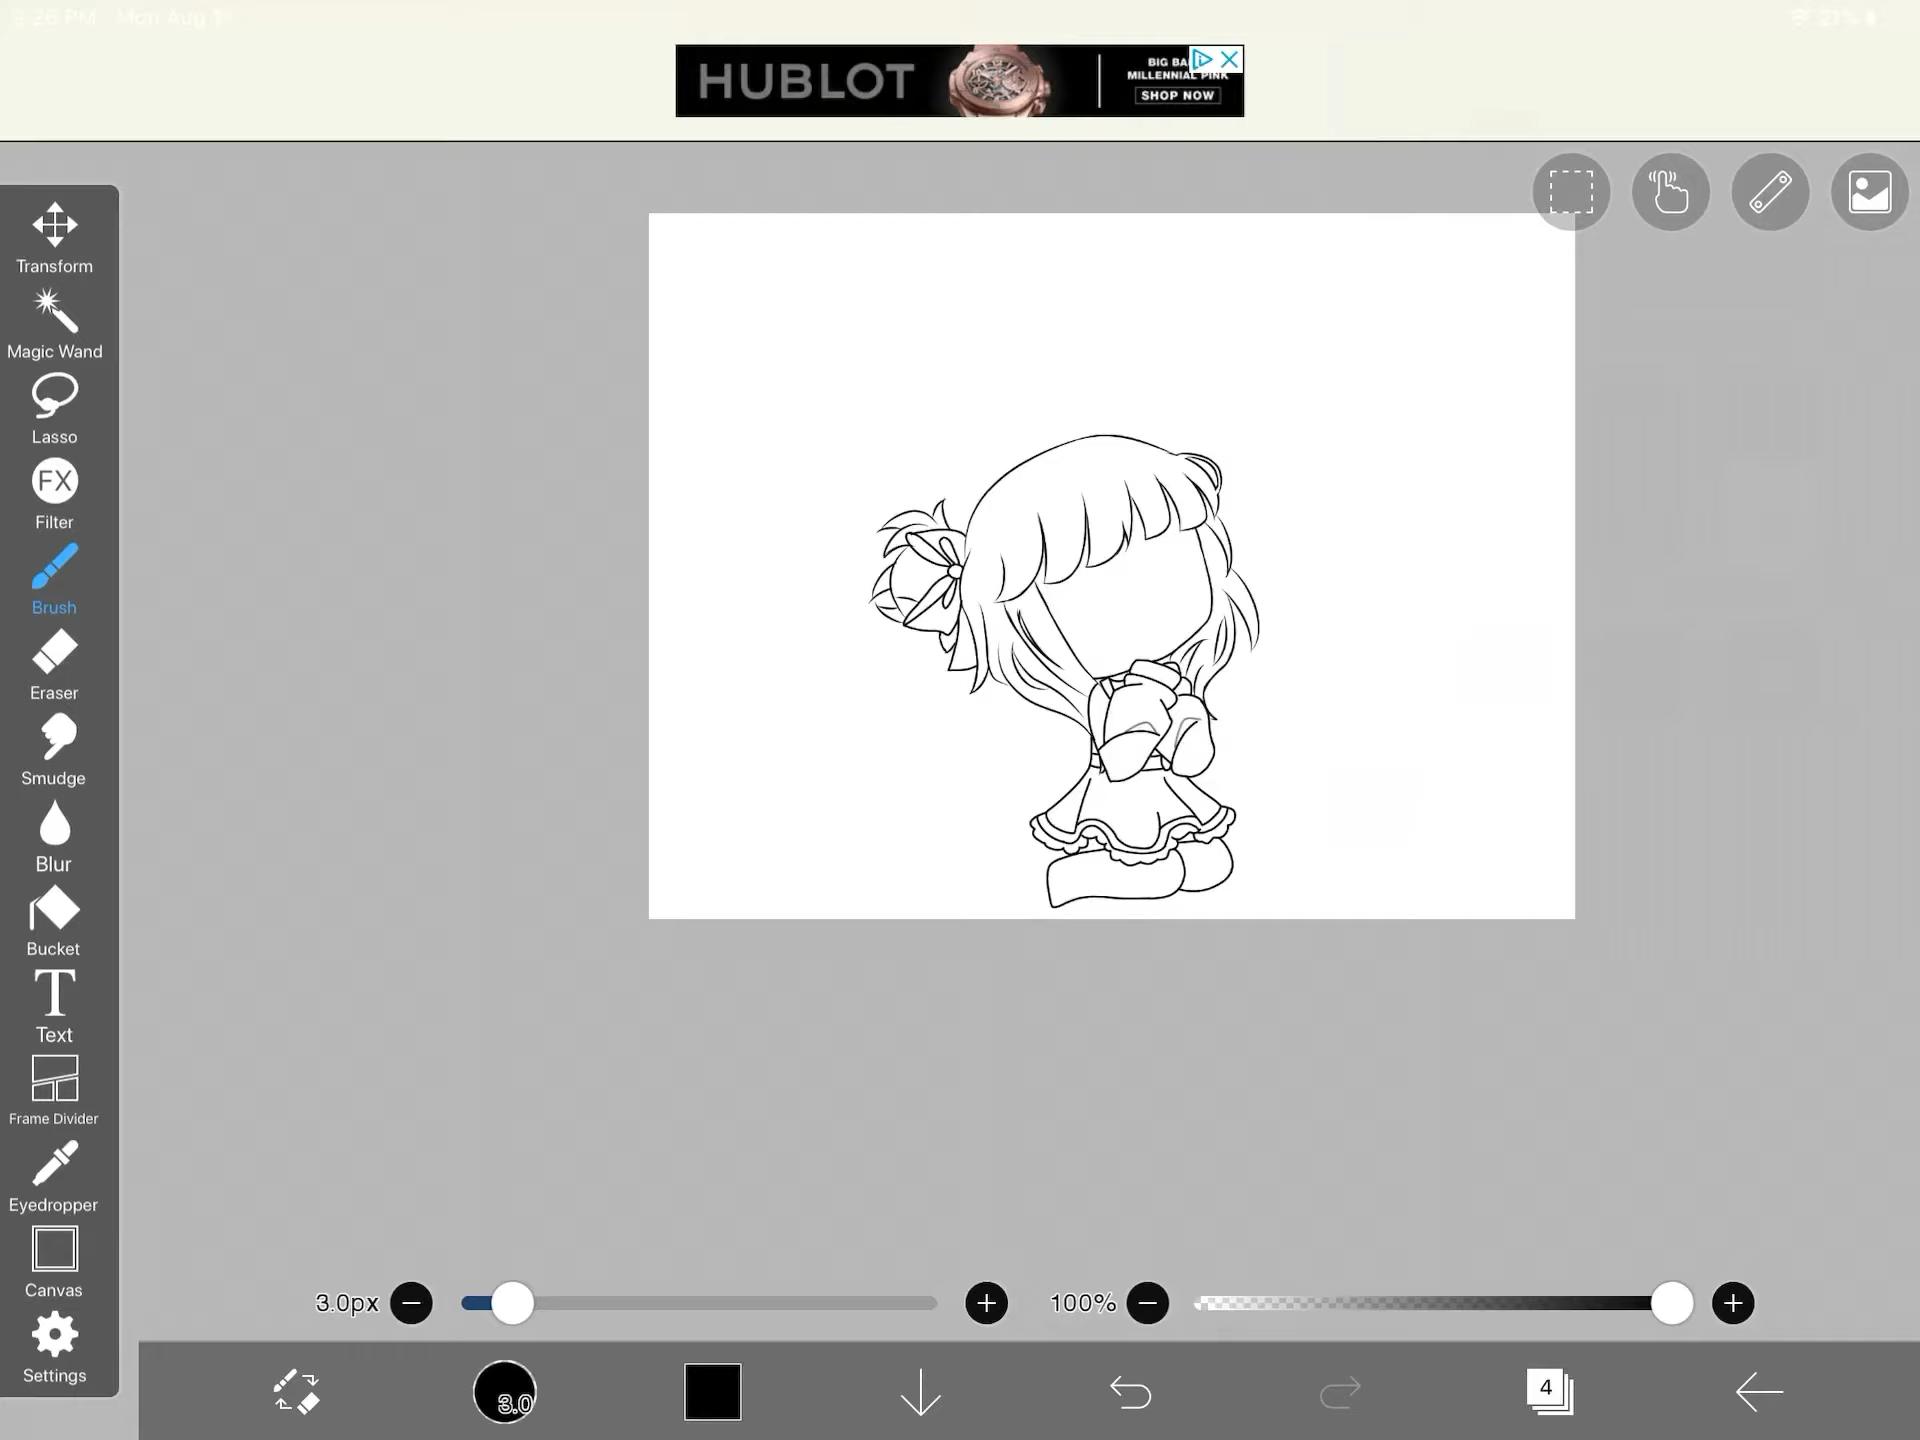 HUBLOT
BIG BA
MILLENNIAL PINK
SHOP NOW
Transform
Magic Wand
Lasso
FX
Filter
Brush
Eraser
Smudge
Blur
Bucket
T
Text
Frame Divider
Eyedropper
Canvas
Settings
3.0px
100%
3.0
4